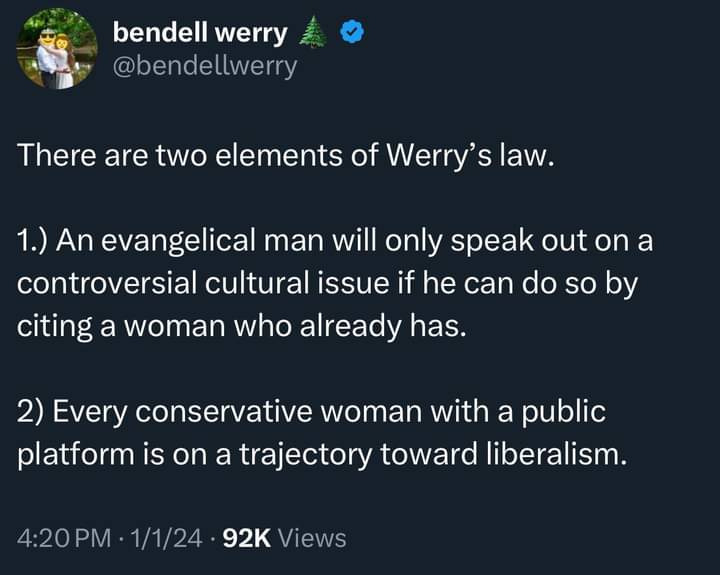 bendell werry 🌲
@bendellwerry
There are two elements of Werry’s law.
1.) An evangelical man will only speak out on a
controversial cultural issue if he can do so by
citing a woman who already has.
2) Every conservative woman with a public
platform is on a trajectory toward liberalism.
4:20 PM · 1/1/24 · 92K Views